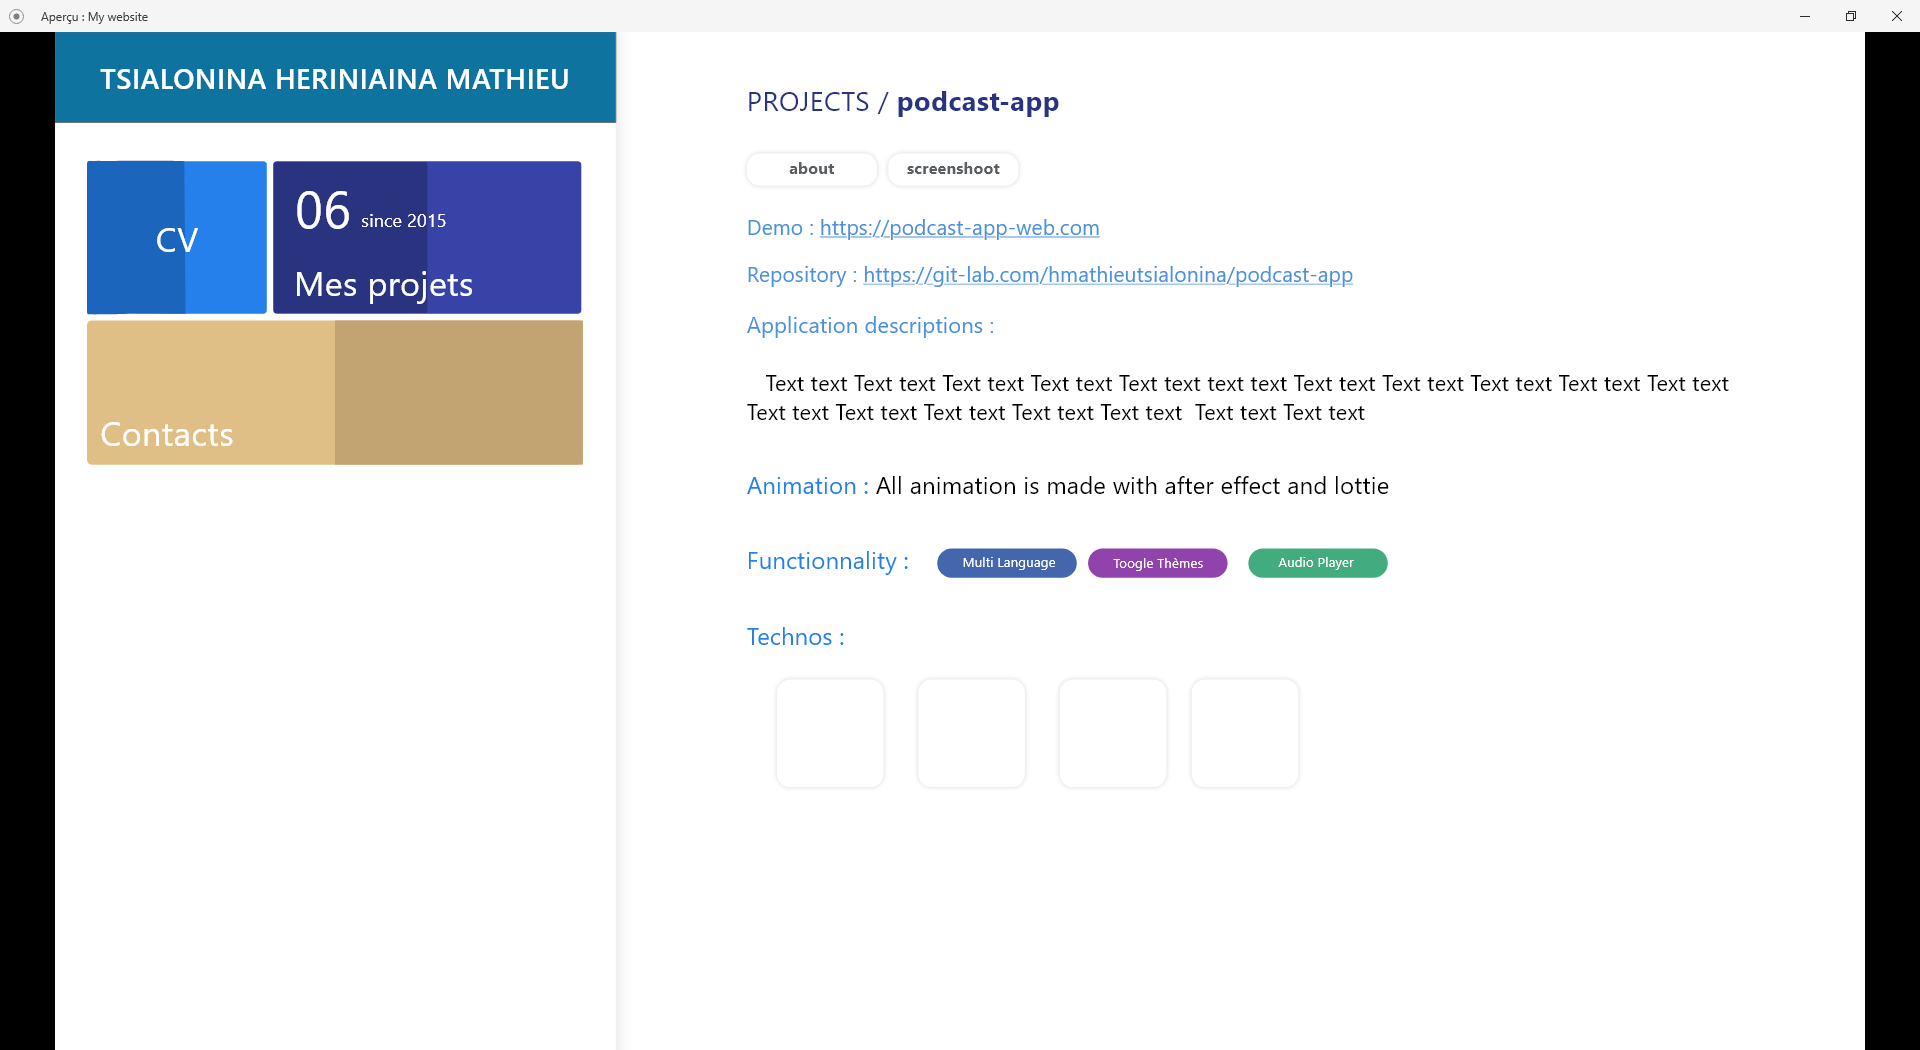 Aperçu : My website
TSIALONINA HERINIAINA MATHIEU
CV
06 since 2015
Mes projets
Contacts
PROJECTS / podcast-app
about
screenshoot
Demo : https://podcast-app-web.com
Repository : https://git-lab.com/hmathieutsialonina/podcast-app
Application descriptions :
Text text Text text Text text Text text Text text text text Text text Text text Text text Text text Text text
Text text Text text Text text Text text Text text  Text text Text text
Animation : All animation is made with after effect and lottie
Functionnality :
Multi Language
Toogle Thèmes
Audio Player
Technos :